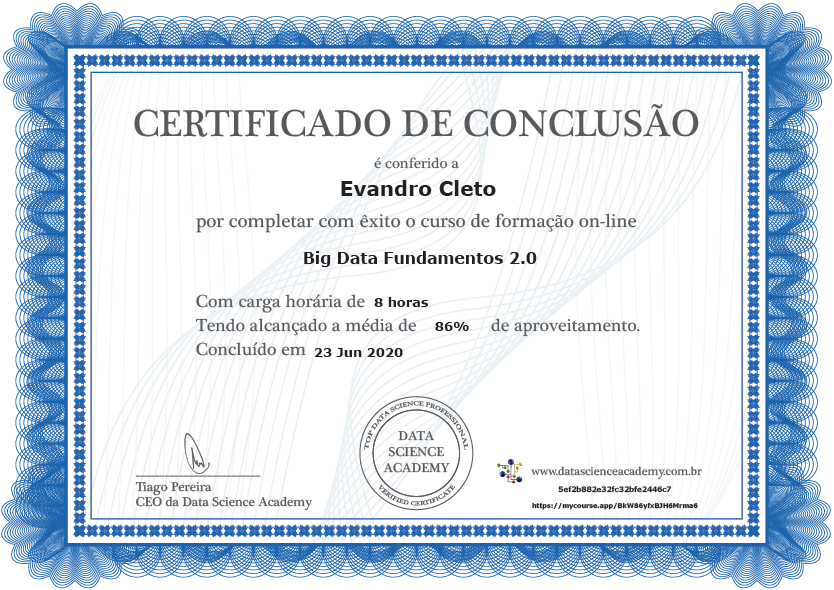 CERTIFICADO DE CONCLUSÃO
é conferido a
Evandro Cleto
por completar com êxito o curso de formação on-line
Big Data Fundamentos 2.0
Com carga horária de 8 horas
Tendo alcançado a média de 86% de aproveitamento.
Concluído em 23 Jun 2020
TOP DATA SCIENCE PROFESSIONAL
DATA
SCIENCE
ACADEMY
VERIFIED CERTIFICATE
Tiago Pereira
CEO da Data Science Academy
www.datascienceacademy.com.br
5ef2b882e32fc32bfe2446c7
https://mycourse.app/BkW86yfxBJH6Mrma6